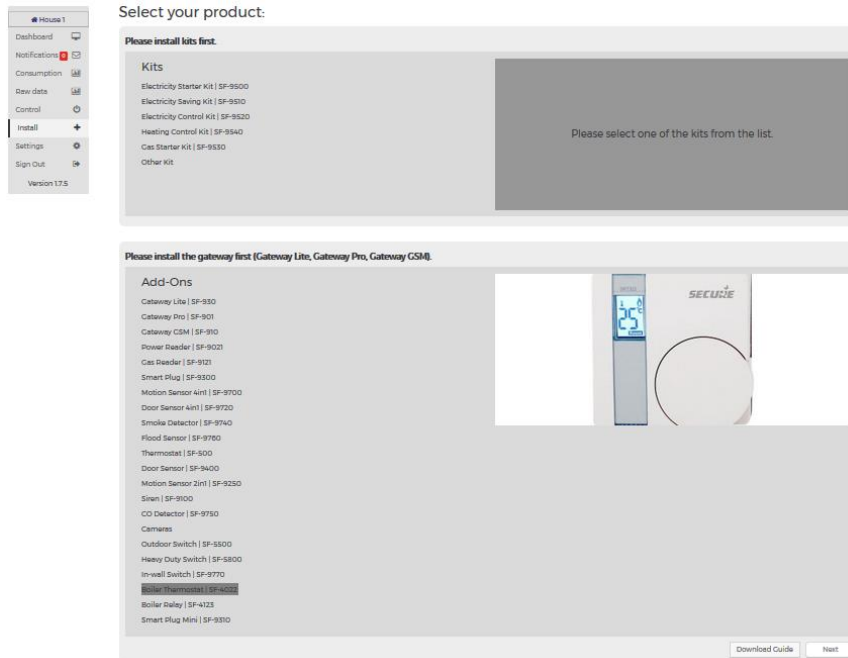 Select your product:
House 1
Dashboard
Notifications 0
Consumption
Raw data
Control
Install
Settings
Sign Out
Version 1.7.5
Please install kits first.
Kits
Electricity Starter Kit | SF-9500
Electricity Saving Kit | SF-9510
Electricity Control Kit | SF-9520
Heating Control Kit | SF-9540
Gas Starter Kit | SF-9530
Other Kit
Please select one of the kits from the list.
Please install the gateway first (Gateway Lite, Gateway Pro, Gateway GSM).
Add-Ons
Gateway Lite | SF-930
Gateway Pro | SF-901
Gateway GSM | SF-910
Power Reader | SF-9021
Gas Reader | SF-9121
Smart Plug | SF-9300
Motion Sensor 4in1 | SF-9700
Door Sensor 4in1 | SF-9720
Smoke Detector | SF-9740
Flood Sensor | SF-9760
Thermostat | SF-500
Door Sensor | SF-9400
Motion Sensor 2in1 | SF-9250
Siren | SF-9100
CO Detector | SF-9750
Cameras
Outdoor Switch | SF-5500
Heavy Duty Switch | SF-5800
In-wall Switch | SF-9770
Boiler Thermostat | SF-4022
Boiler Relay | SF-4123
Smart Plug Mini | SF-9310
SECURE
25°C
Download Guide
Next